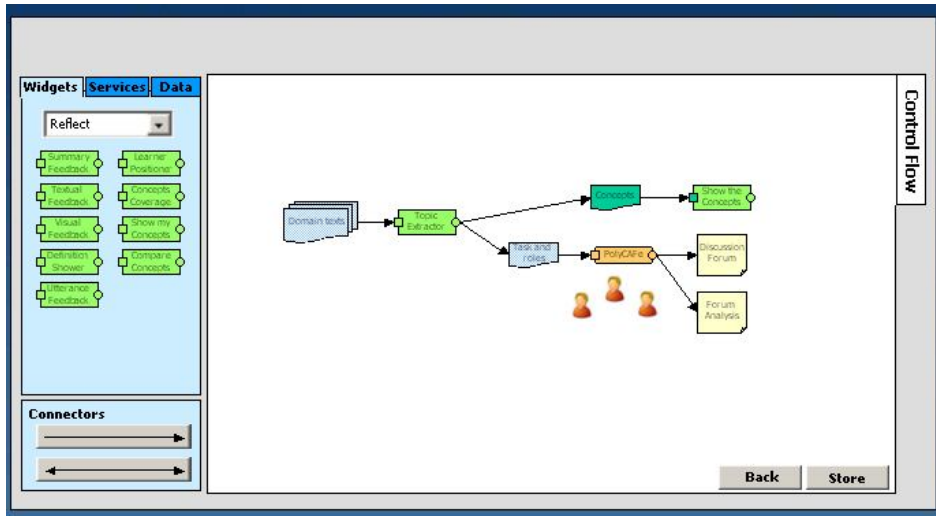 Widgets Services Data
Reflect
Summary
Feedback
Learner
Positioner
Textual
Feedback
Concepts
Coverage
Visual
Feedback
Show my
Concepts
Definition
Shower
Compare
Concepts
Utterance
Feedback
Connectors
Domain texts
Topic
Extractor
Concepts
Show the
Concepts
Task and
roles
PolyCAFe
Discussion
Forum
Forum
Analysis
Control Flow
Back
Store